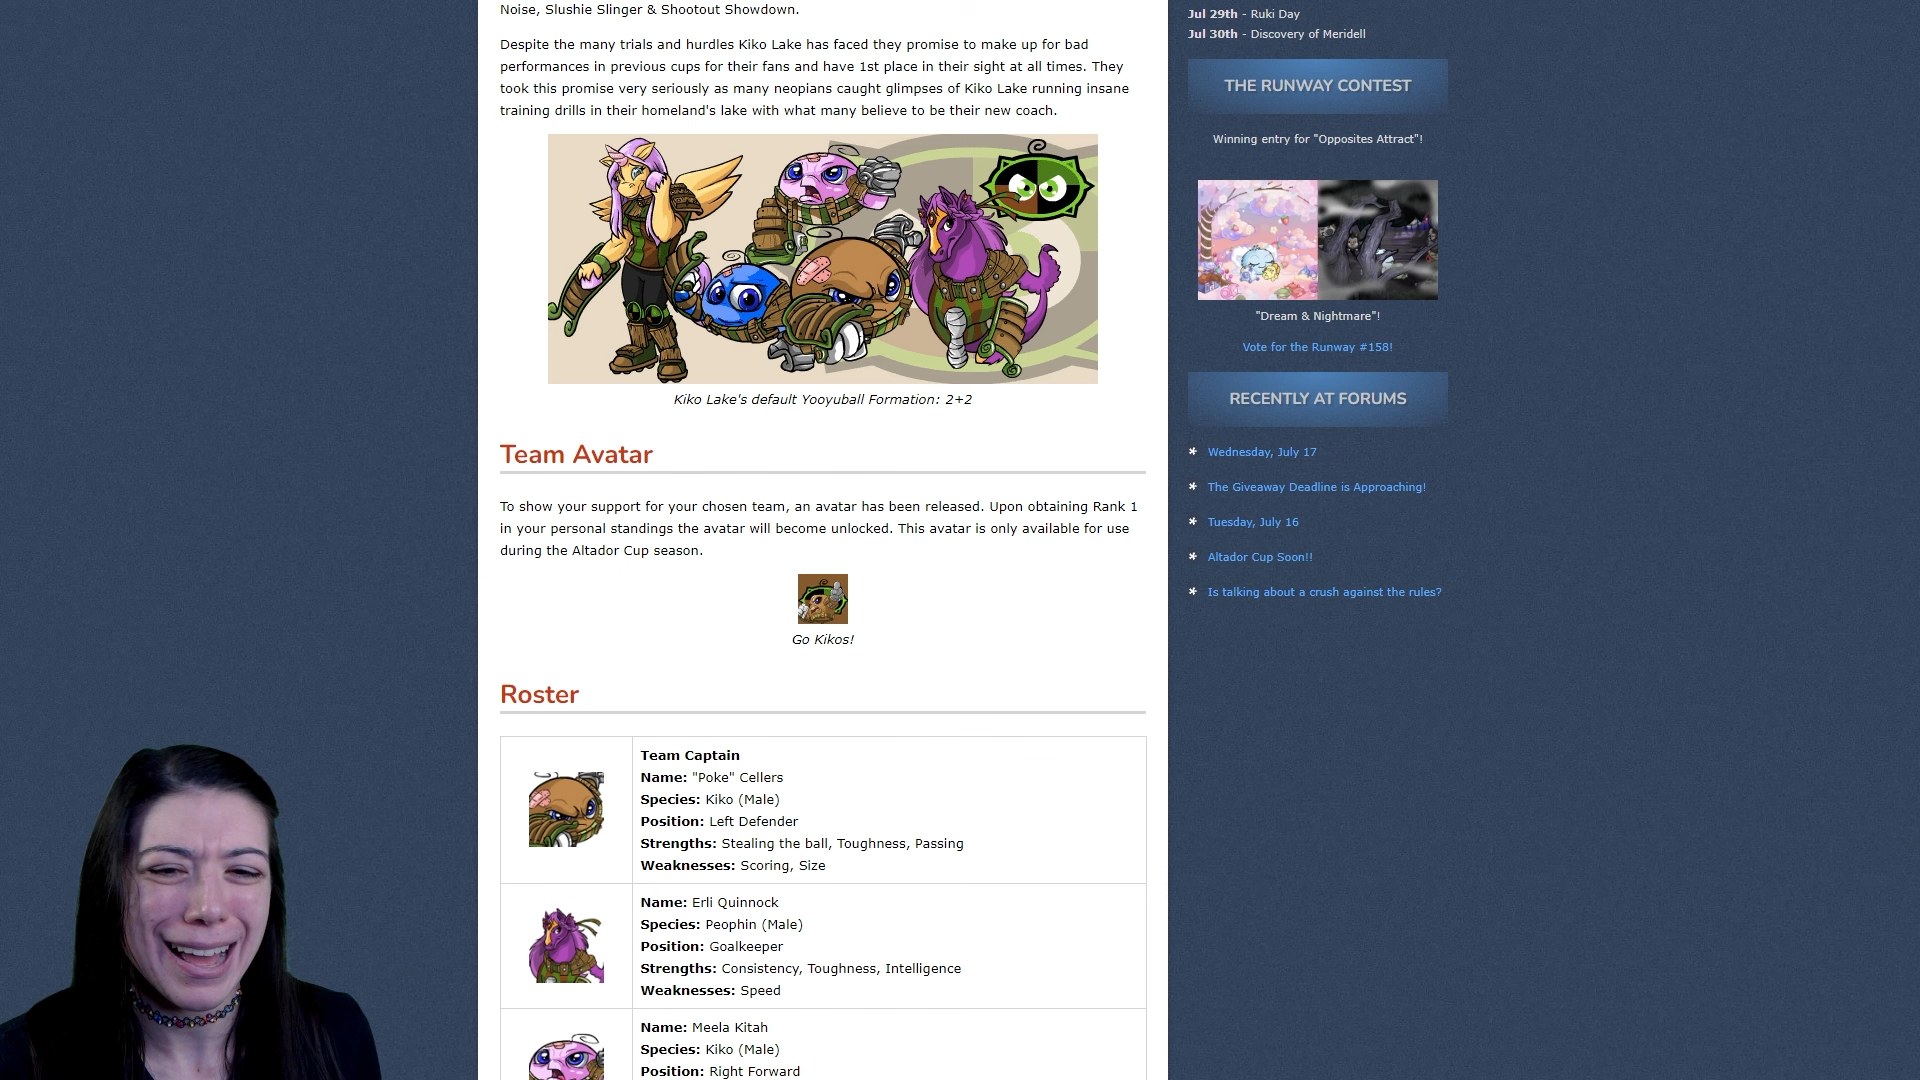 Noise, Slushie Slinger & Shootout Showdown.
Despite the many trials and hurdles Kiko Lake has faced they promise to make up for bad
performances in previous cups for their fans and have 1st place in their sight at all times. They
took this promise very seriously as many neopians caught glimpses of Kiko Lake running insane
training drills in their homeland's lake with what many believe to be their new coach.
Kiko Lake's default Yooyuball Formation: 2+2
Team Avatar
To show your support for your chosen team, an avatar has been released. Upon obtaining Rank 1
in your personal standings the avatar will become unlocked. This avatar is only available for use
during the Altador Cup season.
Go Kikos!
Roster
Team Captain
Name: "Poke" Cellers
Species: Kiko (Male)
Position: Left Defender
Strengths: Stealing the ball, Toughness, Passing
Weaknesses: Scoring, Size
Name: Erli Quinnock
Species: Peophin (Male)
Position: Goalkeeper
Strengths: Consistency, Toughness, Intelligence
Weaknesses: Speed
Name: Meela Kitah
Species: Kiko (Male)
Position: Right Forward
Jul 29th - Ruki Day
Jul 30th - Discovery of Meridell
THE RUNWAY CONTEST
Winning entry for "Opposites Attract"!
"Dream & Nightmare"!
Vote for the Runway #158!
RECENTLY AT FORUMS
* Wednesday, July 17
* The Giveaway Deadline is Approaching!
* Tuesday, July 16
* Altador Cup Soon!!
* Is talking about a crush against the rules?